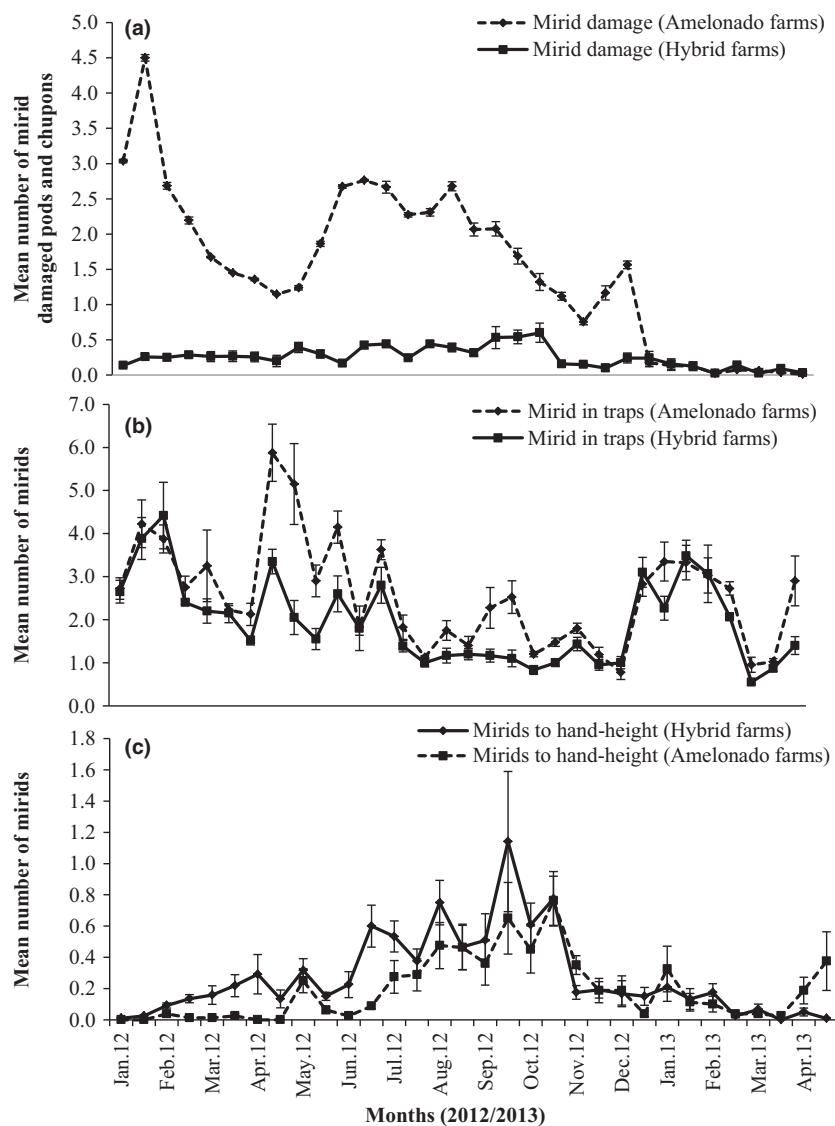 (a)
Mirid damage (Amelonado farms)
Mirid damage (Hybrid farms)
Mean number of mirid
damaged pods and chupons
5.0
4.5
4.0
3.5
3.0
2.5
2.0
1.5
1.0
0.5
0.0
(b)
Mirid in traps (Amelonado farms)
Mirid in traps (Hybrid farms)
Mean number of mirids
7.0
6.0
5.0
4.0
3.0
2.0
1.0
0.0
(c)
Mirids to hand-height (Hybrid farms)
Mirids to hand-height (Amelonado farms)
Mean number of mirids
1.8
1.6
1.4
1.2
1.0
0.8
0.6
0.4
0.2
0.0
Jan.12
Feb.12
Mar.12
Apr.12
May.12
Jun.12
Jul.12
Aug.12
Sep.12
Oct.12
Nov.12
Dec.12
Jan.13
Feb.13
Mar.13
Apr.13
Months (2012/2013)